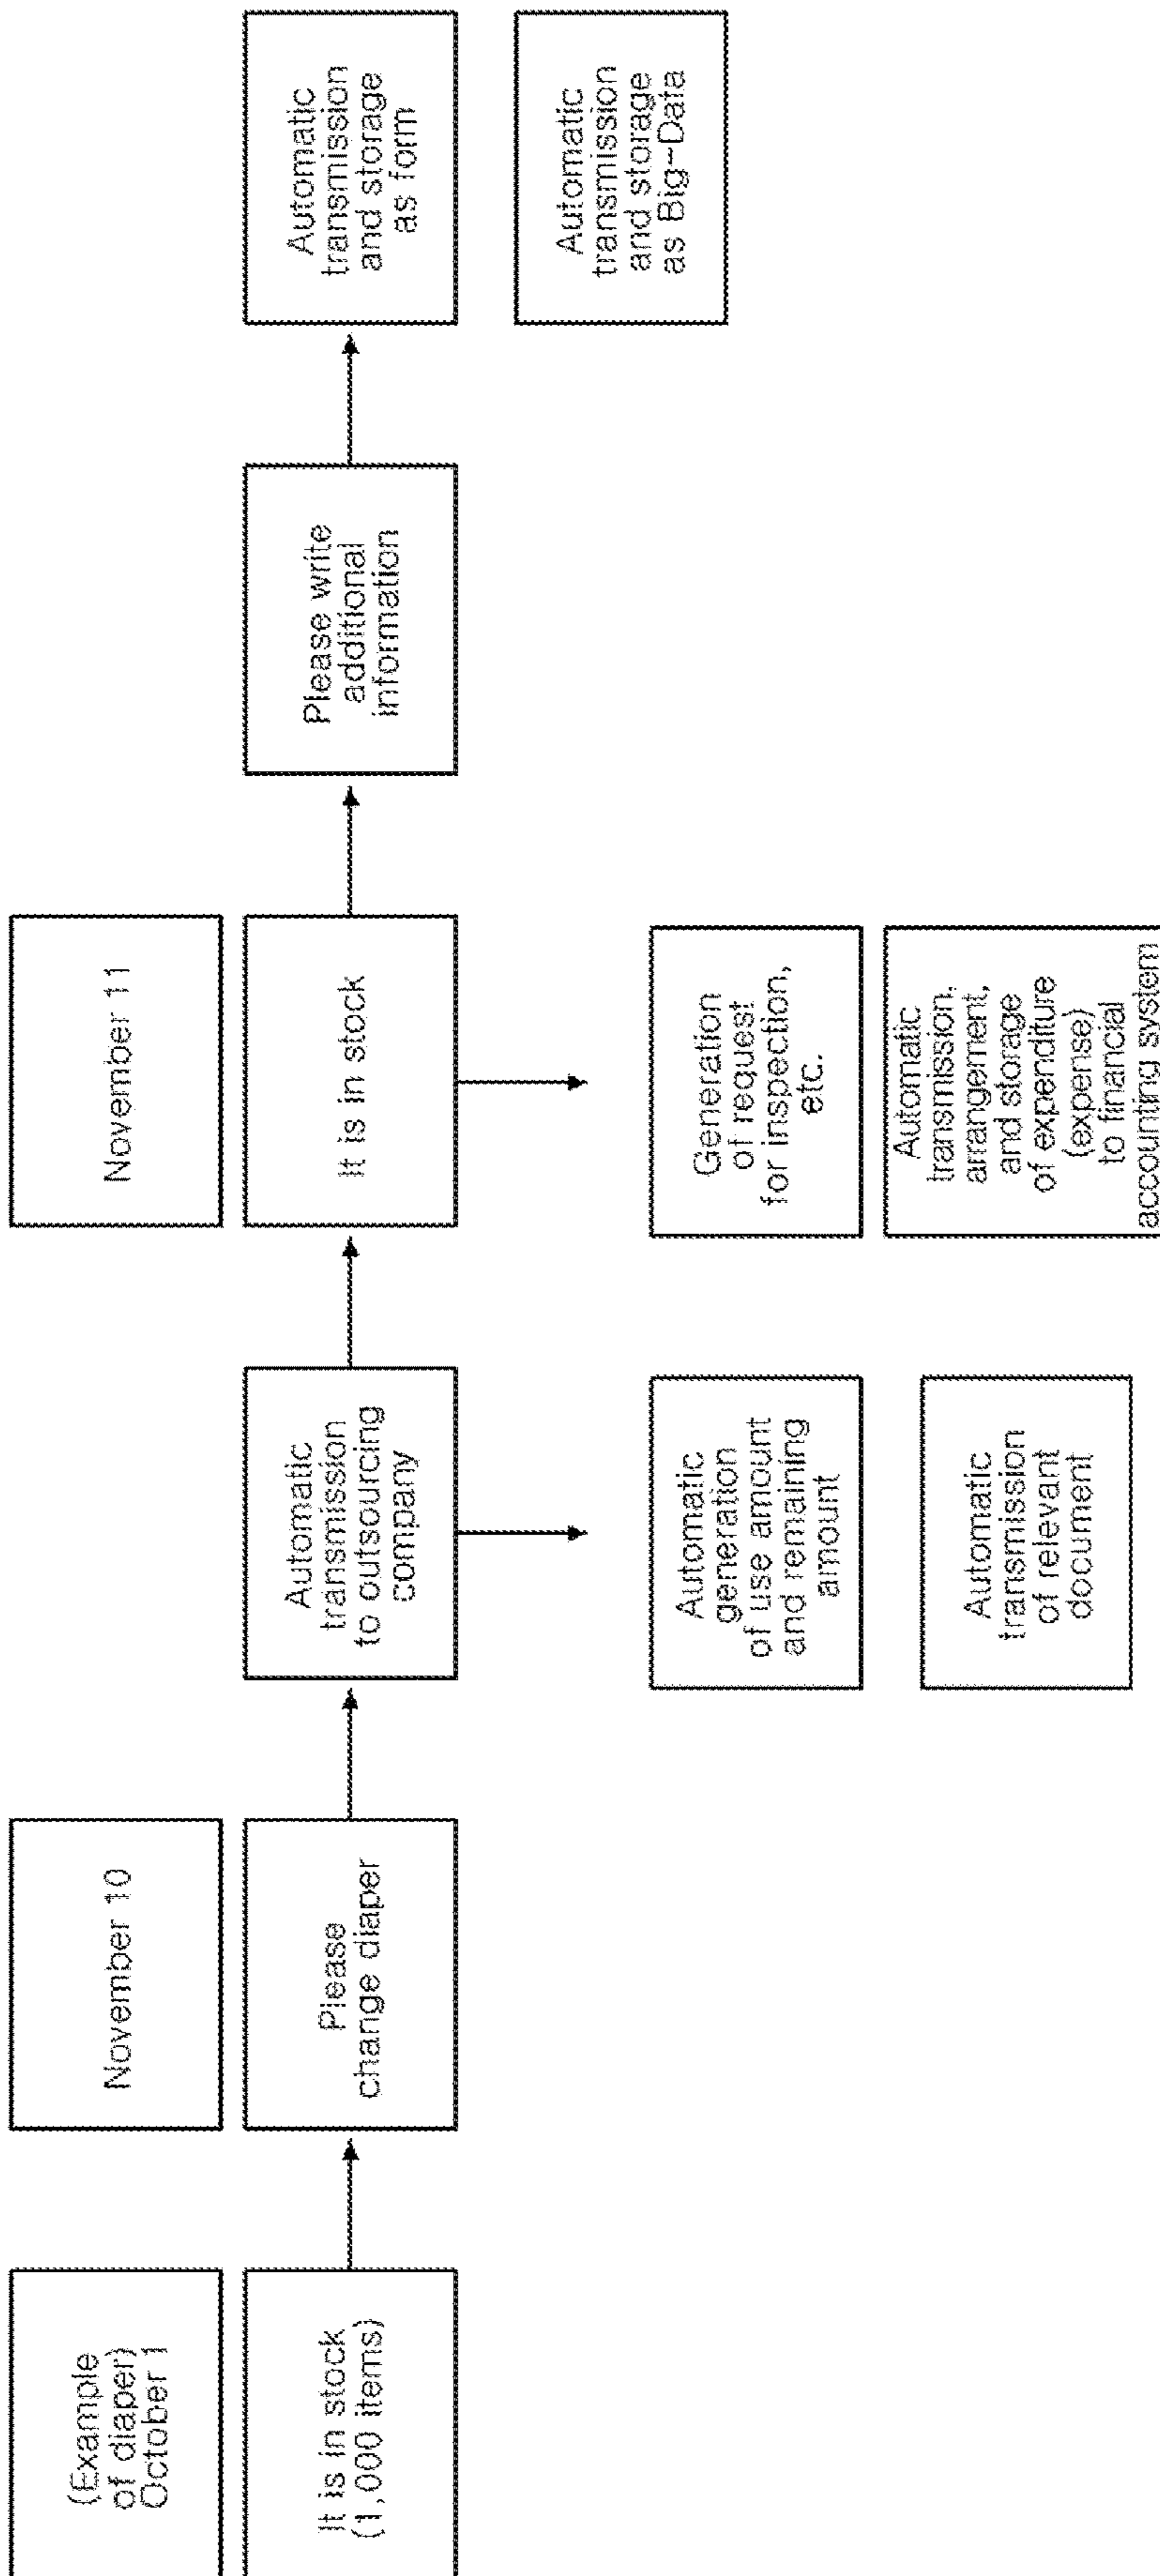 (Example
of diaper)
October 1
It is in stock
(1,000 items)
November 10
Please
change diaper
Automatic
transmission
to outsourcing
company
Automatic
generation
of use amount
and remaining
amount
Automatic
transmission
of relevant
document
November 11
It is in stock
Generation
of request
for inspection,
etc.
Automatic
transmission,
arrangement,
and storage
of expenditure
(expense)
to financial
accounting system
Please write
additional
information
Automatic
transmission
and storage
as form
Automatic
transmission
and storage
as Big-Data